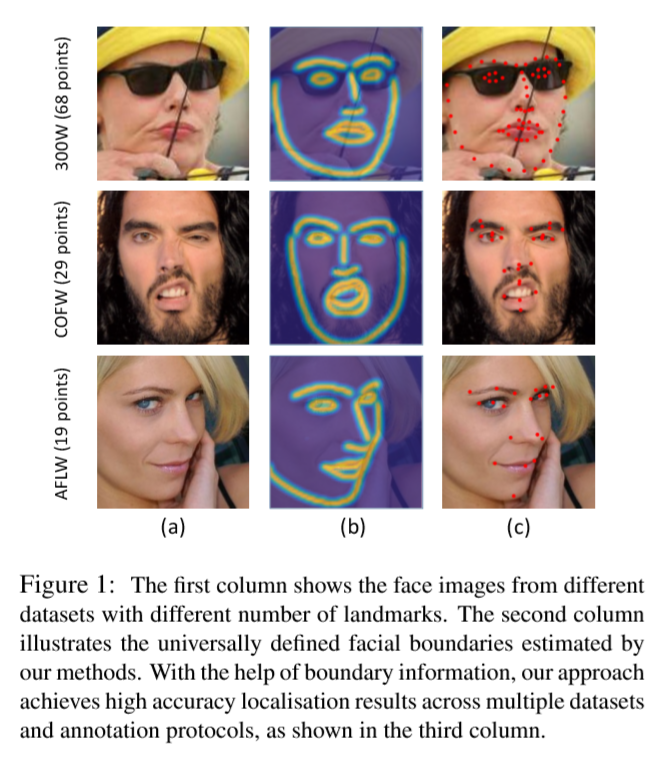 300W (68 points)
COFW (29 points)
AFLW (19 points)
(a) (b) (c)
Figure 1: The first column shows the face images from different
datasets with different number of landmarks. The second column
illustrates the universally defined facial boundaries estimated by
our methods. With the help of boundary information, our approach
achieves high accuracy localisation results across multiple datasets
and annotation protocols, as shown in the third column.